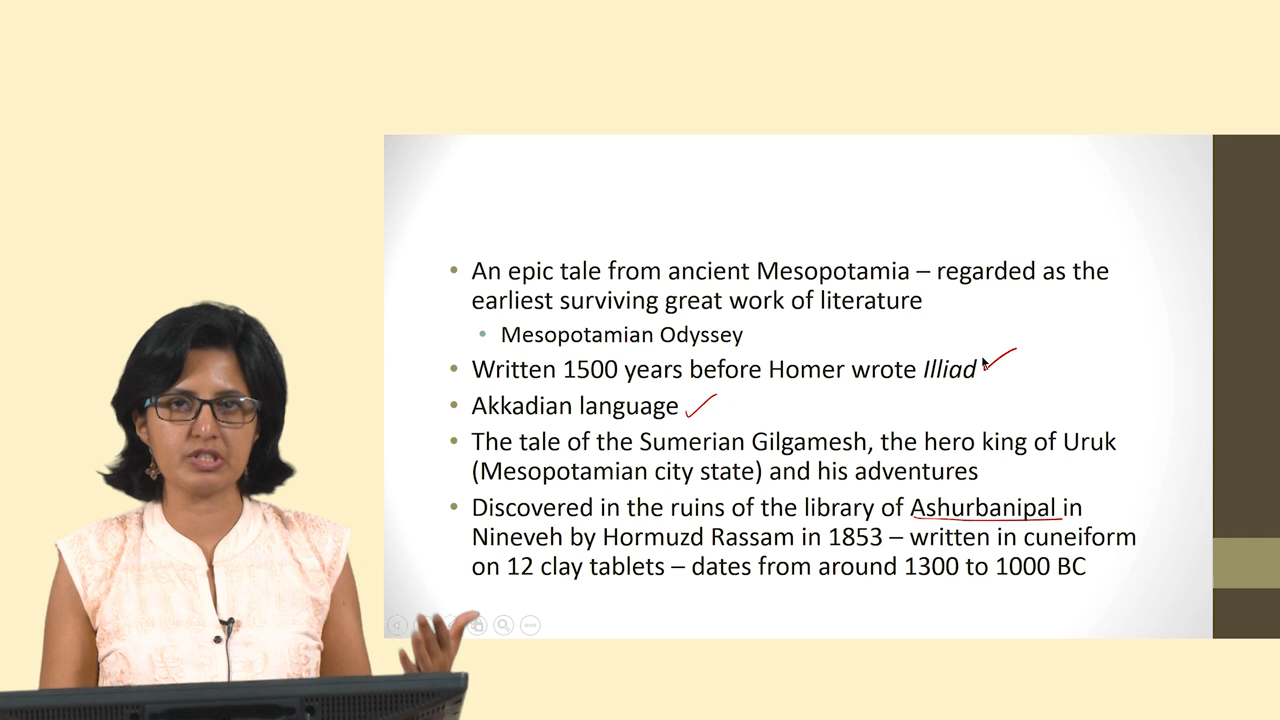 • An epic tale from ancient Mesopotamia – regarded as the
earliest surviving great work of literature
• Mesopotamian Odyssey
• Written 1500 years before Homer wrote Illiad
• Akkadian language
• The tale of the Sumerian Gilgamesh, the hero king of Uruk
(Mesopotamian city state) and his adventures
• Discovered in the ruins of the library of Ashurbanipal in
Nineveh by Hormuzd Rassam in 1853 – written in cuneiform
on 12 clay tablets – dates from around 1300 to 1000 BC